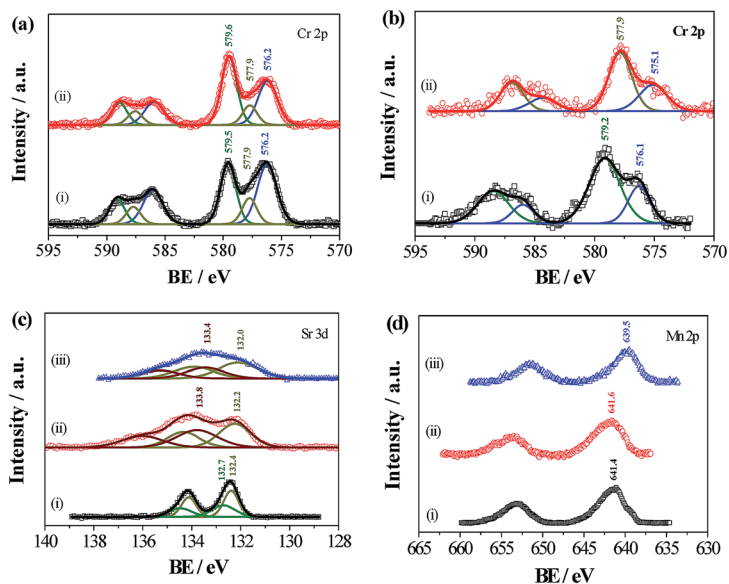 (a)
Cr 2p
579.6
577.9
576.2
(ii)
579.5
577.9
576.2
(i)
Intensity / a.u.
595 590 585 580 575 570
BE / eV
(b)
Cr 2p
577.9
575.1
(ii)
579.2
576.1
(i)
Intensity / a.u.
595 590 585 580 575 570
BE / eV
(c)
Sr 3d
133.4
132.0
(iii)
133.8
132.2
(ii)
132.7
132.4
(i)
Intensity / a.u.
140 138 136 134 132 130 128
BE / eV
(d)
Mn 2p
639.5
(iii)
641.6
(ii)
641.4
(i)
Intensity / a.u.
665 660 655 650 645 640 635 630
BE / eV